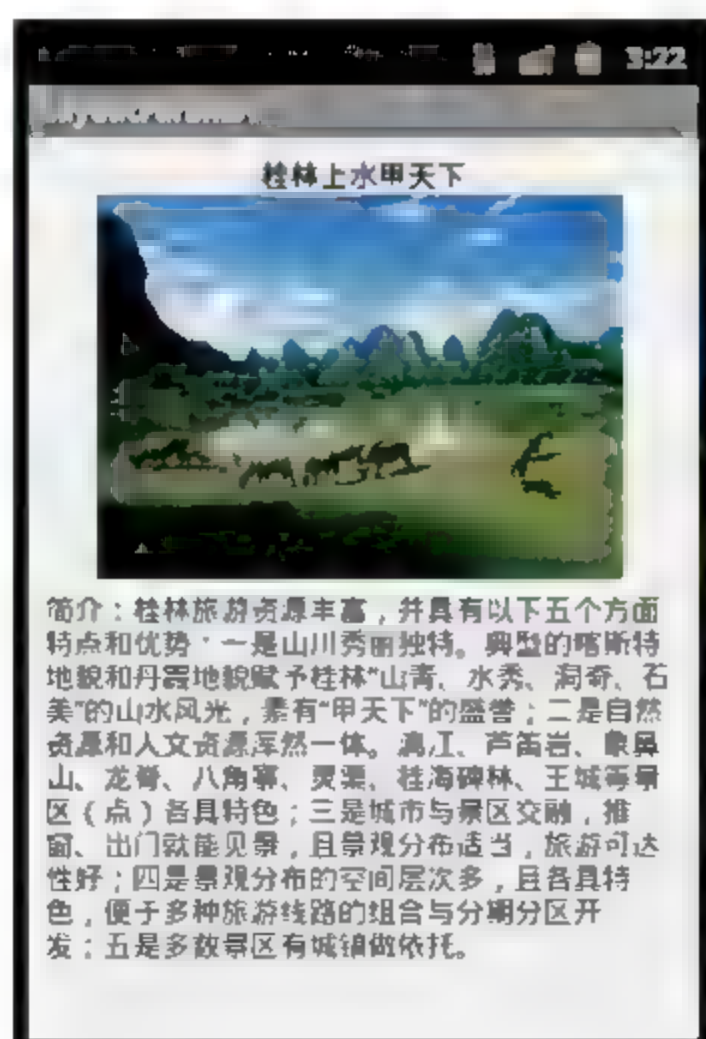 3:22
桂林上水甲天下
简介：桂林旅游资源丰富，并具有以下五个方面
特点和优势：一是山川秀丽独特。典型的喀斯特
地貌和丹霞地貌赋予桂林“山青、水秀、洞奇、石
美”的山水风光，素有“甲天下”的盛誉；二是自然
资源和人文资源浑然一体。漓江、芦笛岩、象鼻
山、龙脊、八角寨、灵渠、桂海碑林、王城等景
区（点）各具特色；三是城市与景区交融，推
窗、出门就能见景，且景观分布适当，旅游可达
性好；四是景观分布的空间层次多，且各具特
色，便于多种旅游线路的组合与分期分区开
发；五是多数景区有城镇做依托。